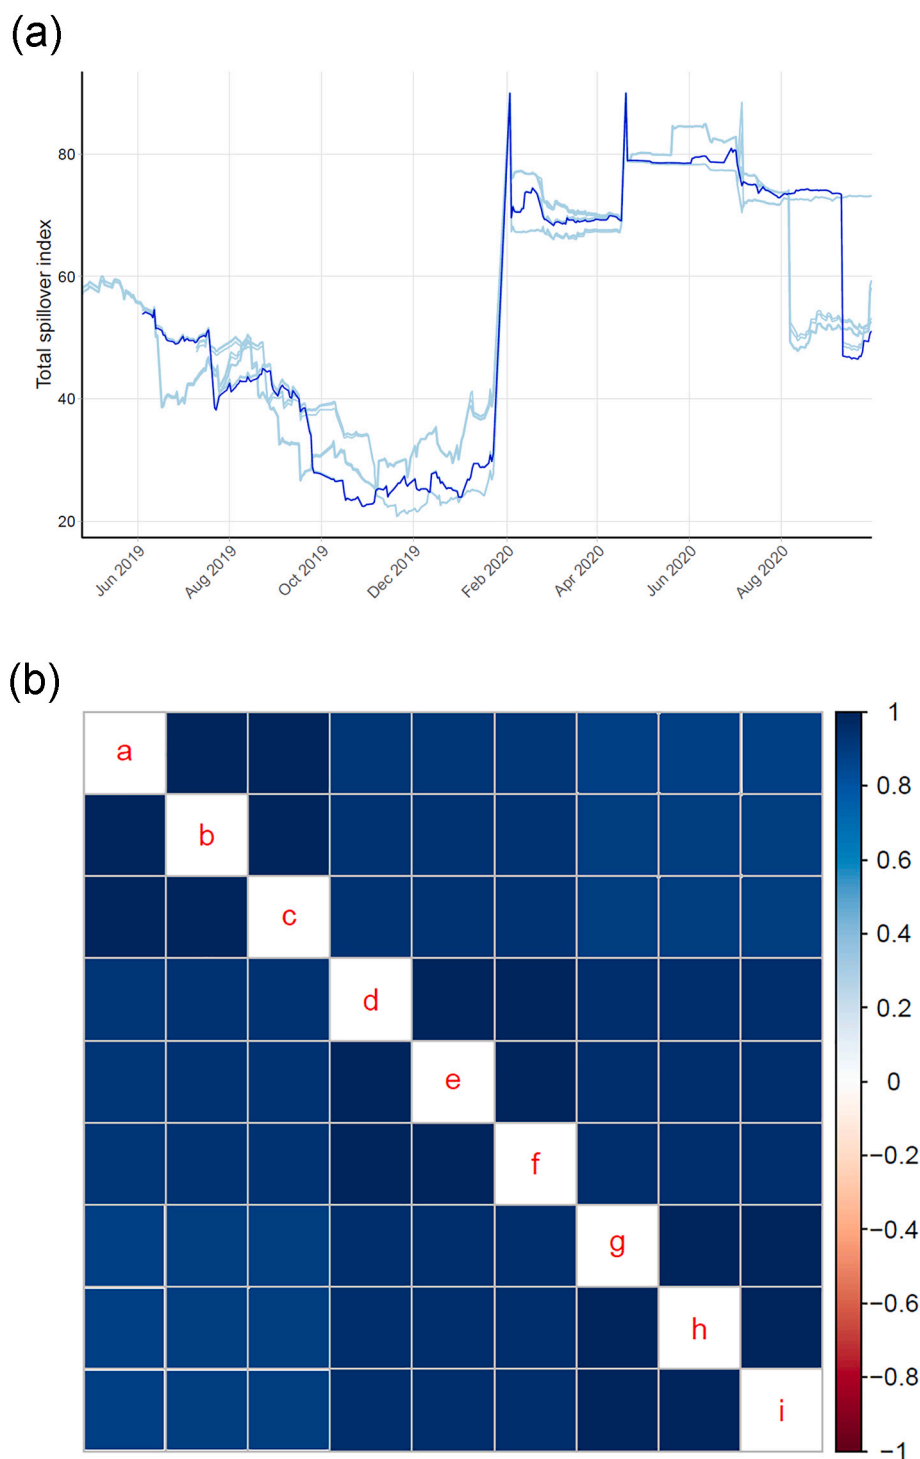 (a)
Total spillover index
80
60
40
20
Jun 2019
Aug 2019
Oct 2019
Dec 2019
Feb 2020
Apr 2020
Jun 2020
Aug 2020
(b)
a
b
c
d
e
f
g
h
i
1
0.8
0.6
0.4
0.2
0
−0.2
−0.4
−0.6
−0.8
−1